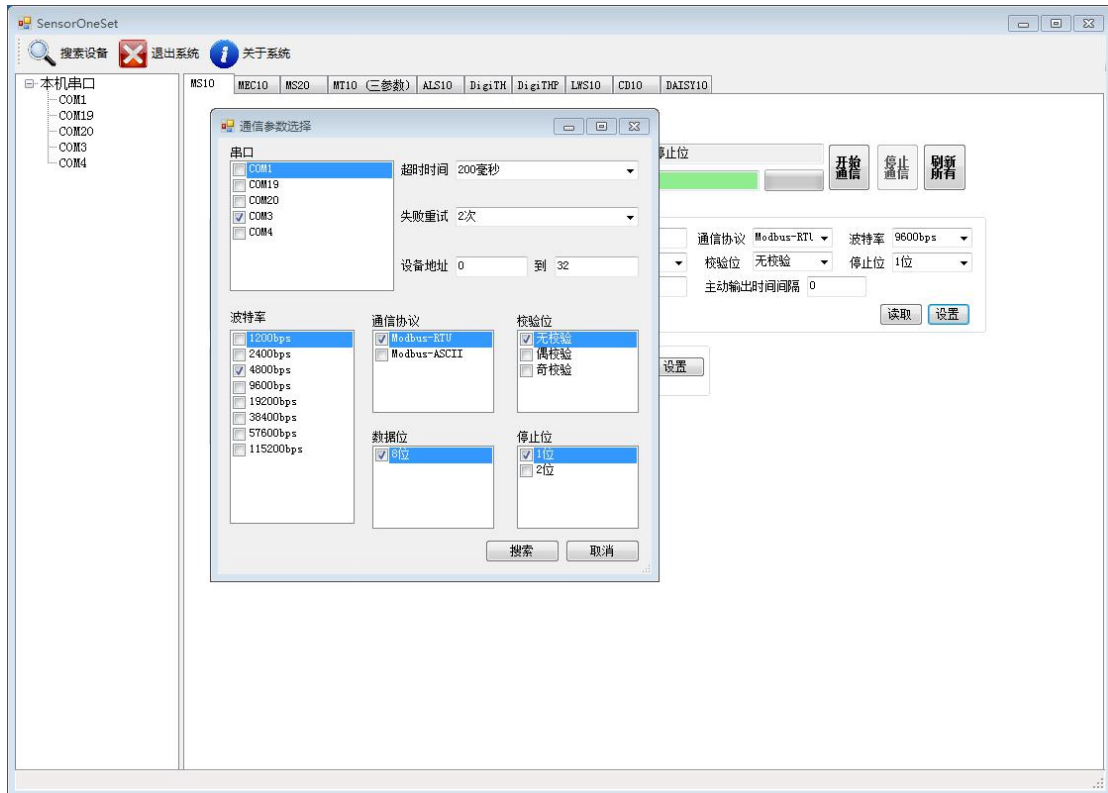 SensorOneSet
搜索设备 退出系统 关于系统
本机串口
COM1
COM19
COM20
COM3
COM4
MS10 MEC10 MS20 MT10 (三参数) ALS10 DigiTH DigiTHP LWS10 CD10 DAISY10
停止位
开始通信 停止通信 刷新所有
通信协议 Modbus-RTU 波特率 9600bps
校验位 无校验 停止位 1位
主动输出时间间隔 0
读取 设置
设置
通信参数选择
串口
COM1
COM19
COM20
COM3
COM4
超时时间 200毫秒
失败重试 2次
设备地址 0 到 32
波特率
1200bps
2400bps
4800bps
9600bps
19200bps
38400bps
57600bps
115200bps
通信协议
Modbus-RTU
Modbus-ASCII
校验位
无校验
偶校验
奇校验
数据位
8位
停止位
1位
2位
搜索 取消